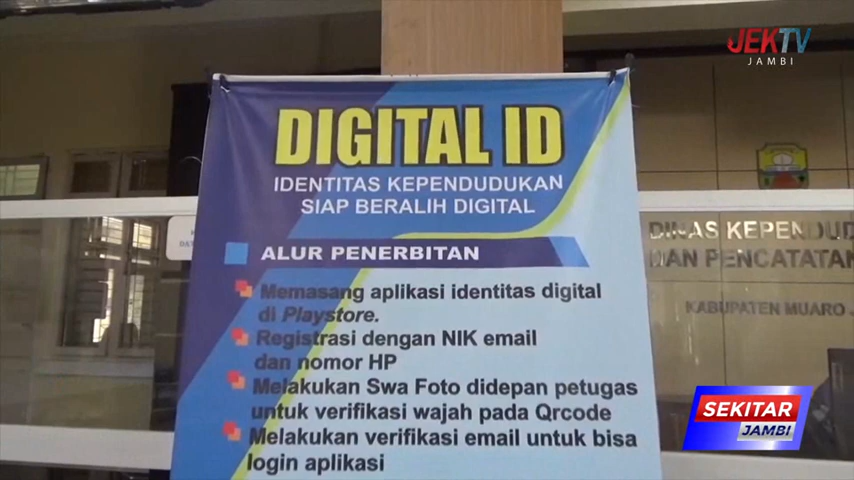 JEKTV
JAMBI
DIGITAL ID
IDENTITAS KEPENDUDUKAN
SIAP BERALIH DIGITAL
ALUR PENERBITAN
Memasang aplikasi identitas digital
di Playstore.
Registrasi dengan NIK email
dan nomor HP
Melakukan Swa Foto didepan petugas
untuk verifikasi wajah pada Qrcode
Melakukan verifikasi email untuk bisa
login aplikasi
DINAS KEPENDUD
DAN PENCATATAN
KABUPATEN MUARO J
SEKITAR
JAMBI